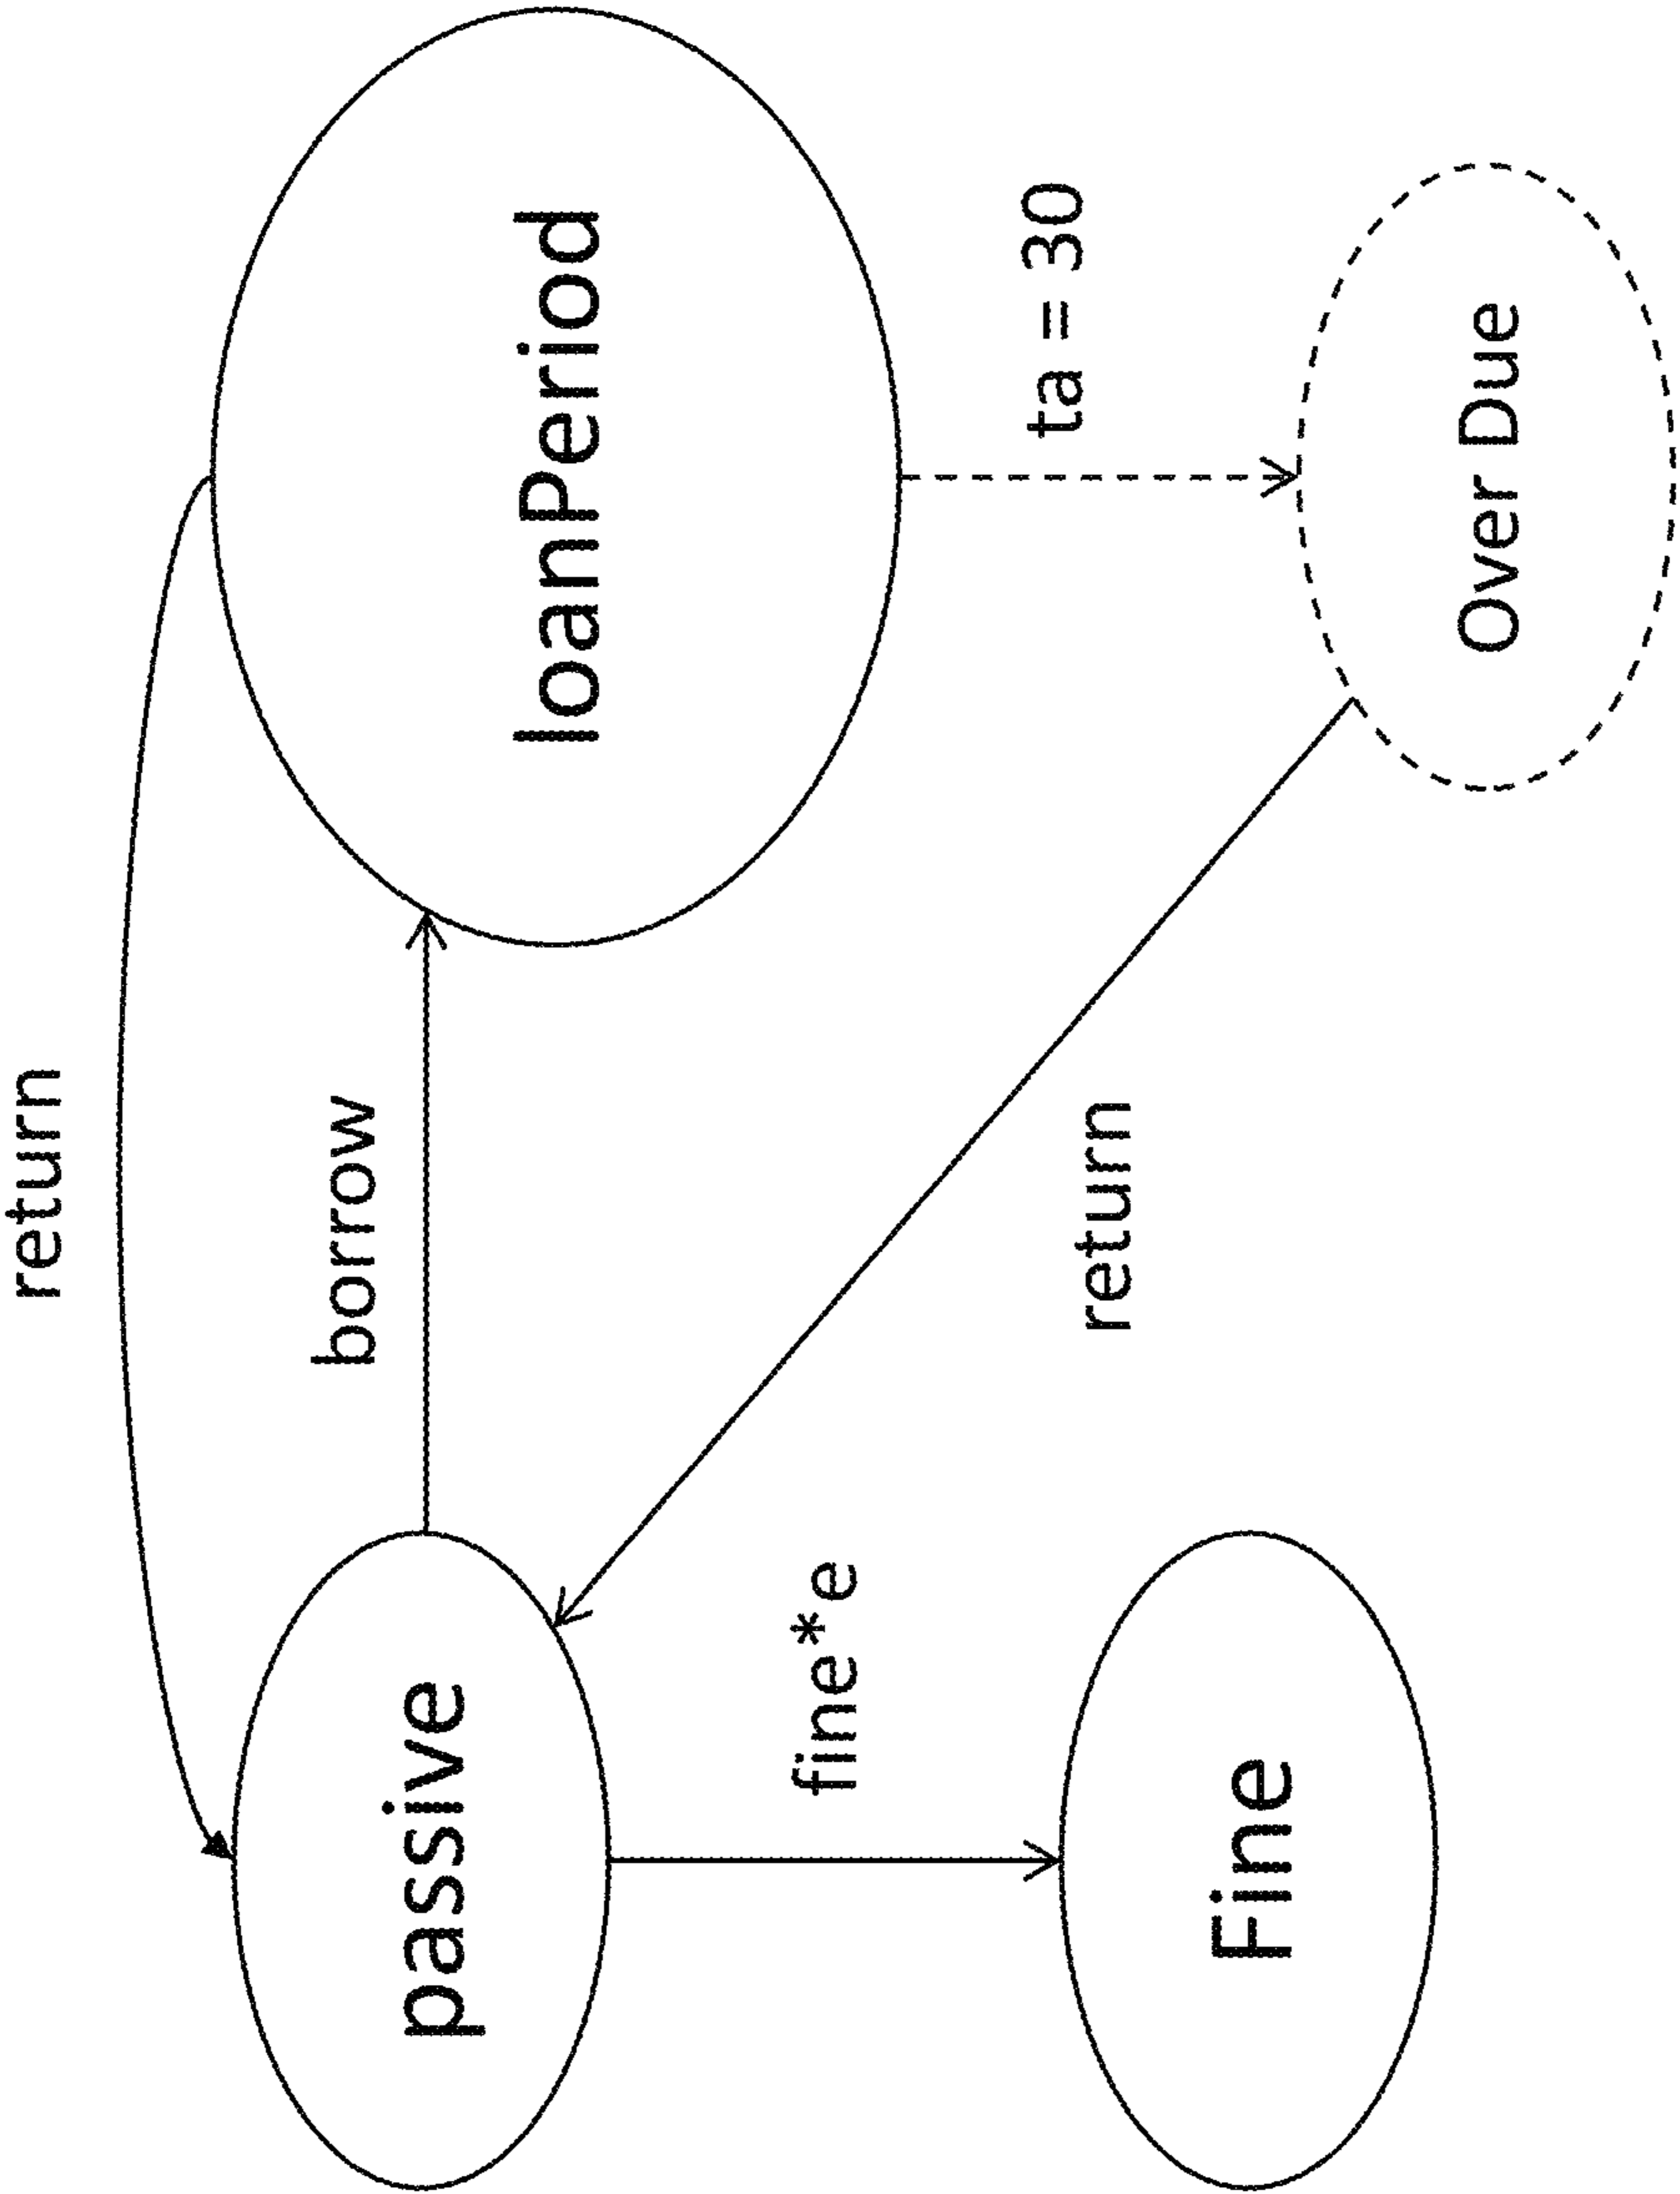 return
borrow
passive
loanPeriod
fine*e
return
ta = 30
Fine
Over Due